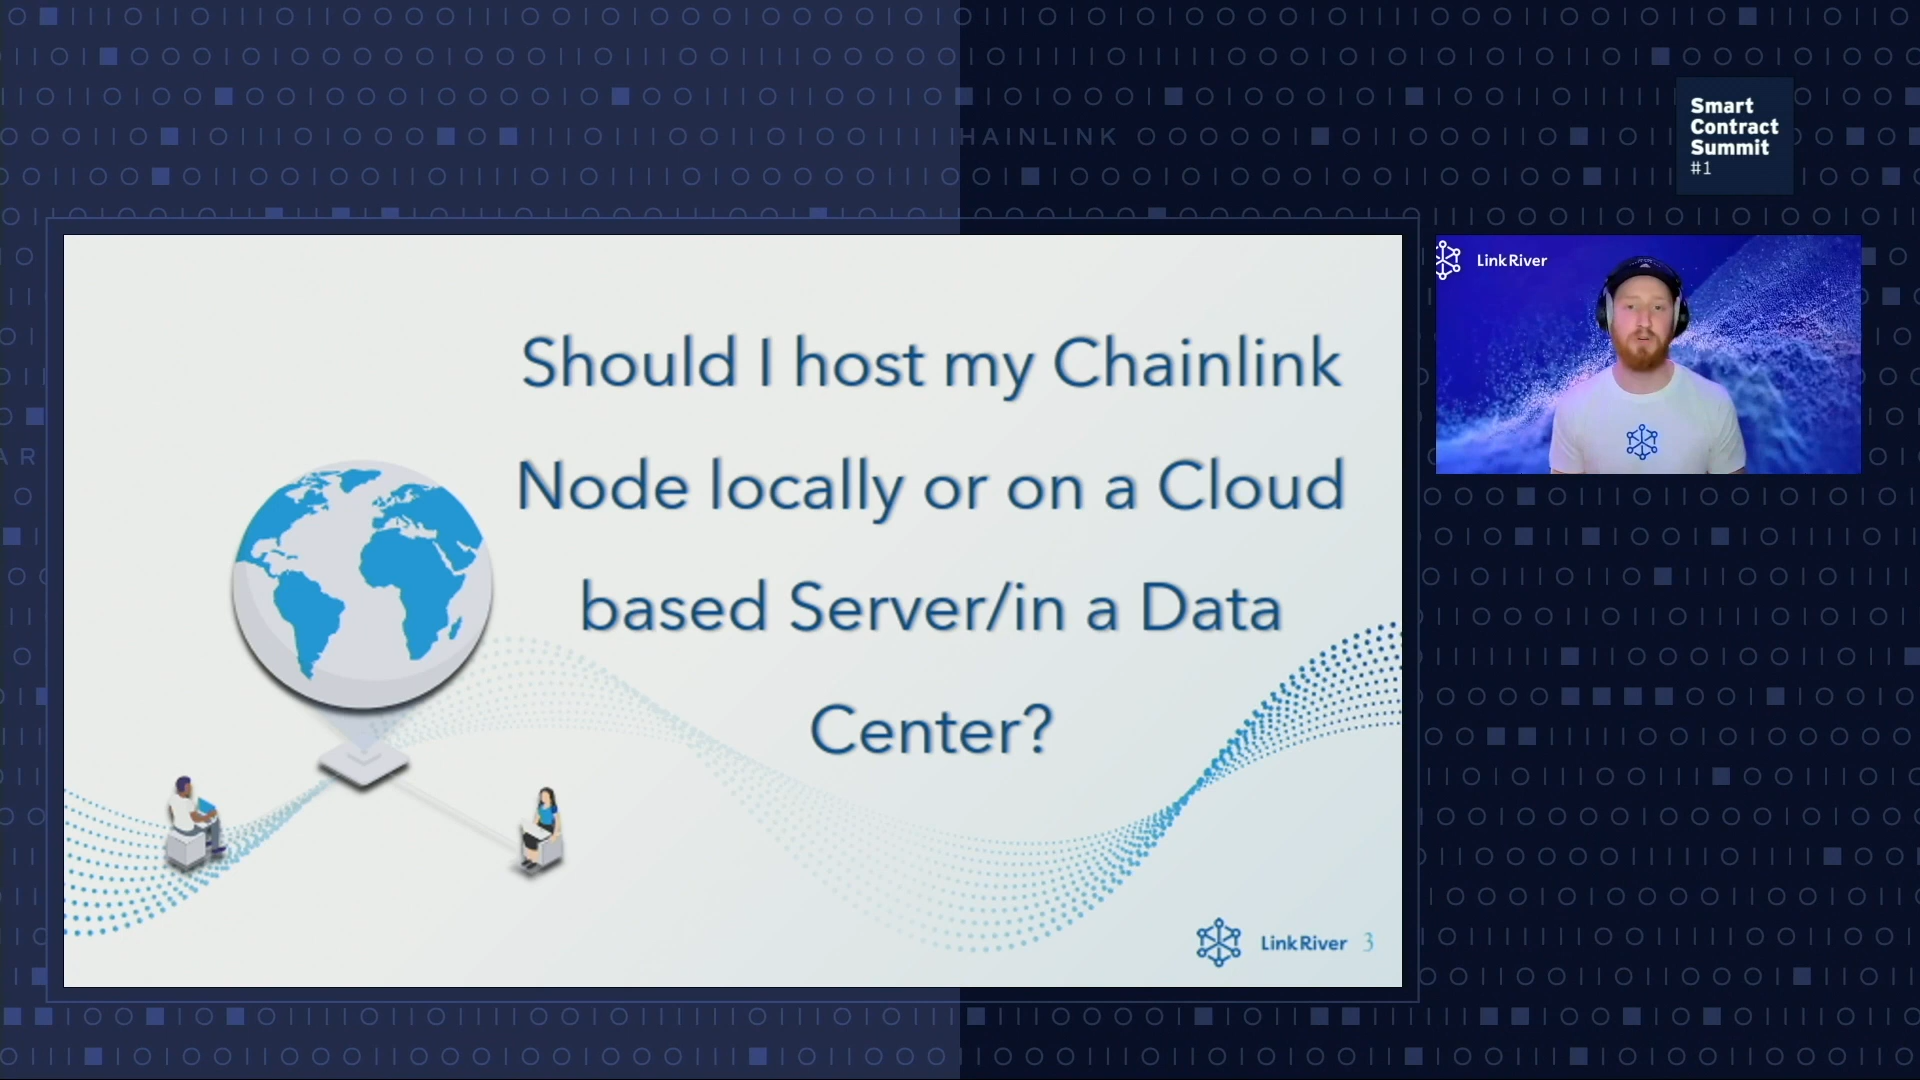 HAINLINK
Smart
Contract
Summit
#1
LinkRiver
Should I host my Chainlink
Node locally or on a Cloud
based Server/in a Data
Center?
LinkRiver 3